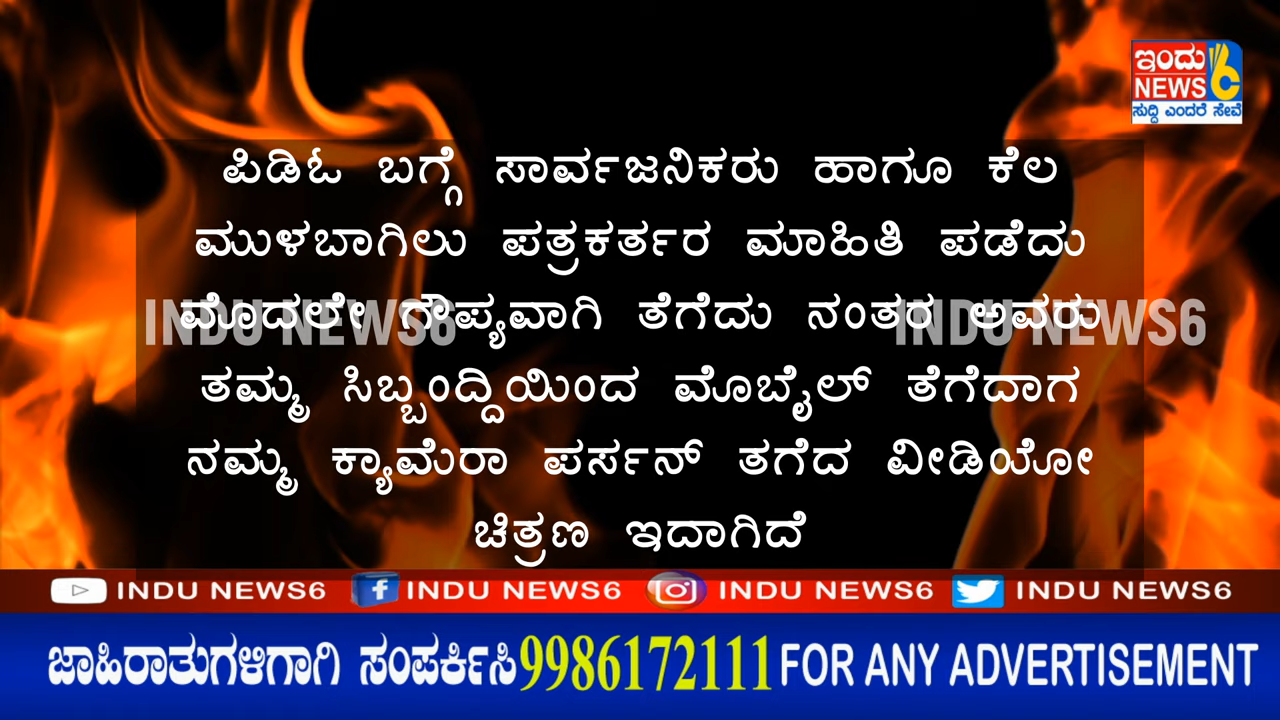 ಇಂದು
NEWS 6
ಸುದ್ದಿ ಎಂದರೆ ಸೇವೆ
ಪಿಡಿಓ ಬಗ್ಗೆ ಸಾರ್ವಜನಿಕರು ಹಾಗೂ ಕೆಲ
ಮುಳಬಾಗಿಲು ಪತ್ರಕರ್ತರ ಮಾಹಿತಿ ಪಡೆದು
ಮೊದಲೇ ಗೌಪ್ಯವಾಗಿ ತೆಗೆದು ನಂತರ ಅವರು
INDU NEWS6 INDU NEWS6
ತಮ್ಮ ಸಿಬ್ಬಂದ್ದಿಯಿಂದ ಮೊಬೈಲ್ ತೆಗೆದಾಗ
ನಮ್ಮ ಕ್ಯಾಮೆರಾ ಪರ್ಸನ್ ತಗೆದ ವೀಡಿಯೋ
ಚಿತ್ರಣ ಇದಾಗಿದೆ
INDU NEWS6 INDU NEWS6 INDU NEWS6 INDU NEWS6
ಜಾಹಿರಾತುಗಳಿಗಾಗಿ ಸಂಪರ್ಕಿಸಿ 9986172111 FOR ANY ADVERTISEMENT